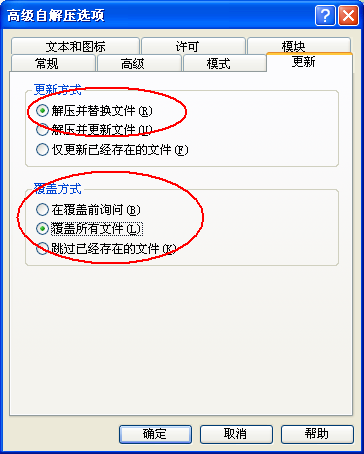 高级自解压选项
文本和图标 许可 模块
常规 高级 模式 更新
更新方式
解压并替换文件(R)
解压并更新文件(U)
仅更新已经存在的文件(F)
覆盖方式
在覆盖前询问(B)
覆盖所有文件(L)
跳过已经存在的文件(K)
确定 取消 帮助